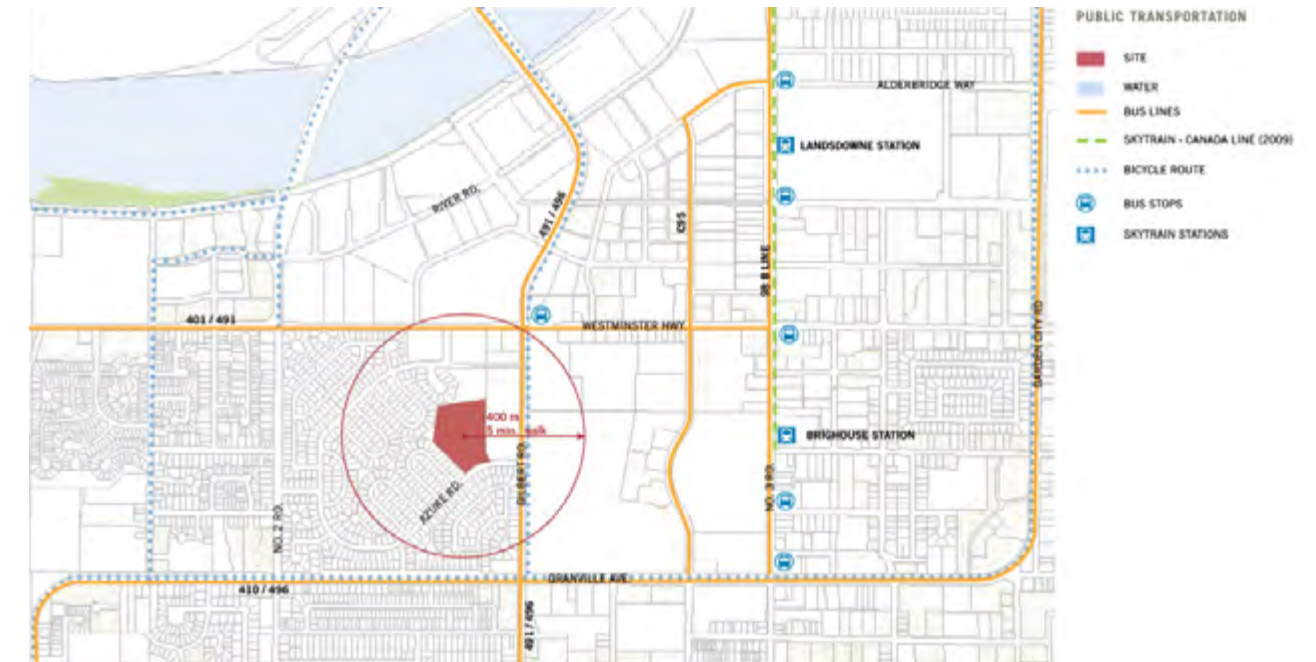 PUBLIC TRANSPORTATION
SITE
WATER
BUS LINES
SKYTRAIN - CANADA LINE (2009)
BICYCLE ROUTE
BUS STOPS
SKYTRAIN STATIONS
ALDERBRIDGE WAY
LANDSDOWNE STATION
RIVER RD.
491 / 496
C95
98 B LINE
401 / 491
WESTMINSTER HWY.
GARDEN CITY RD
400 m
5 min. walk
BRIGHOUSE STATION
GILBERT RD.
AZURE RD.
NO. 2 RD.
NO. 3 RD.
GRANVILLE AVE.
410 / 496
491 / 496